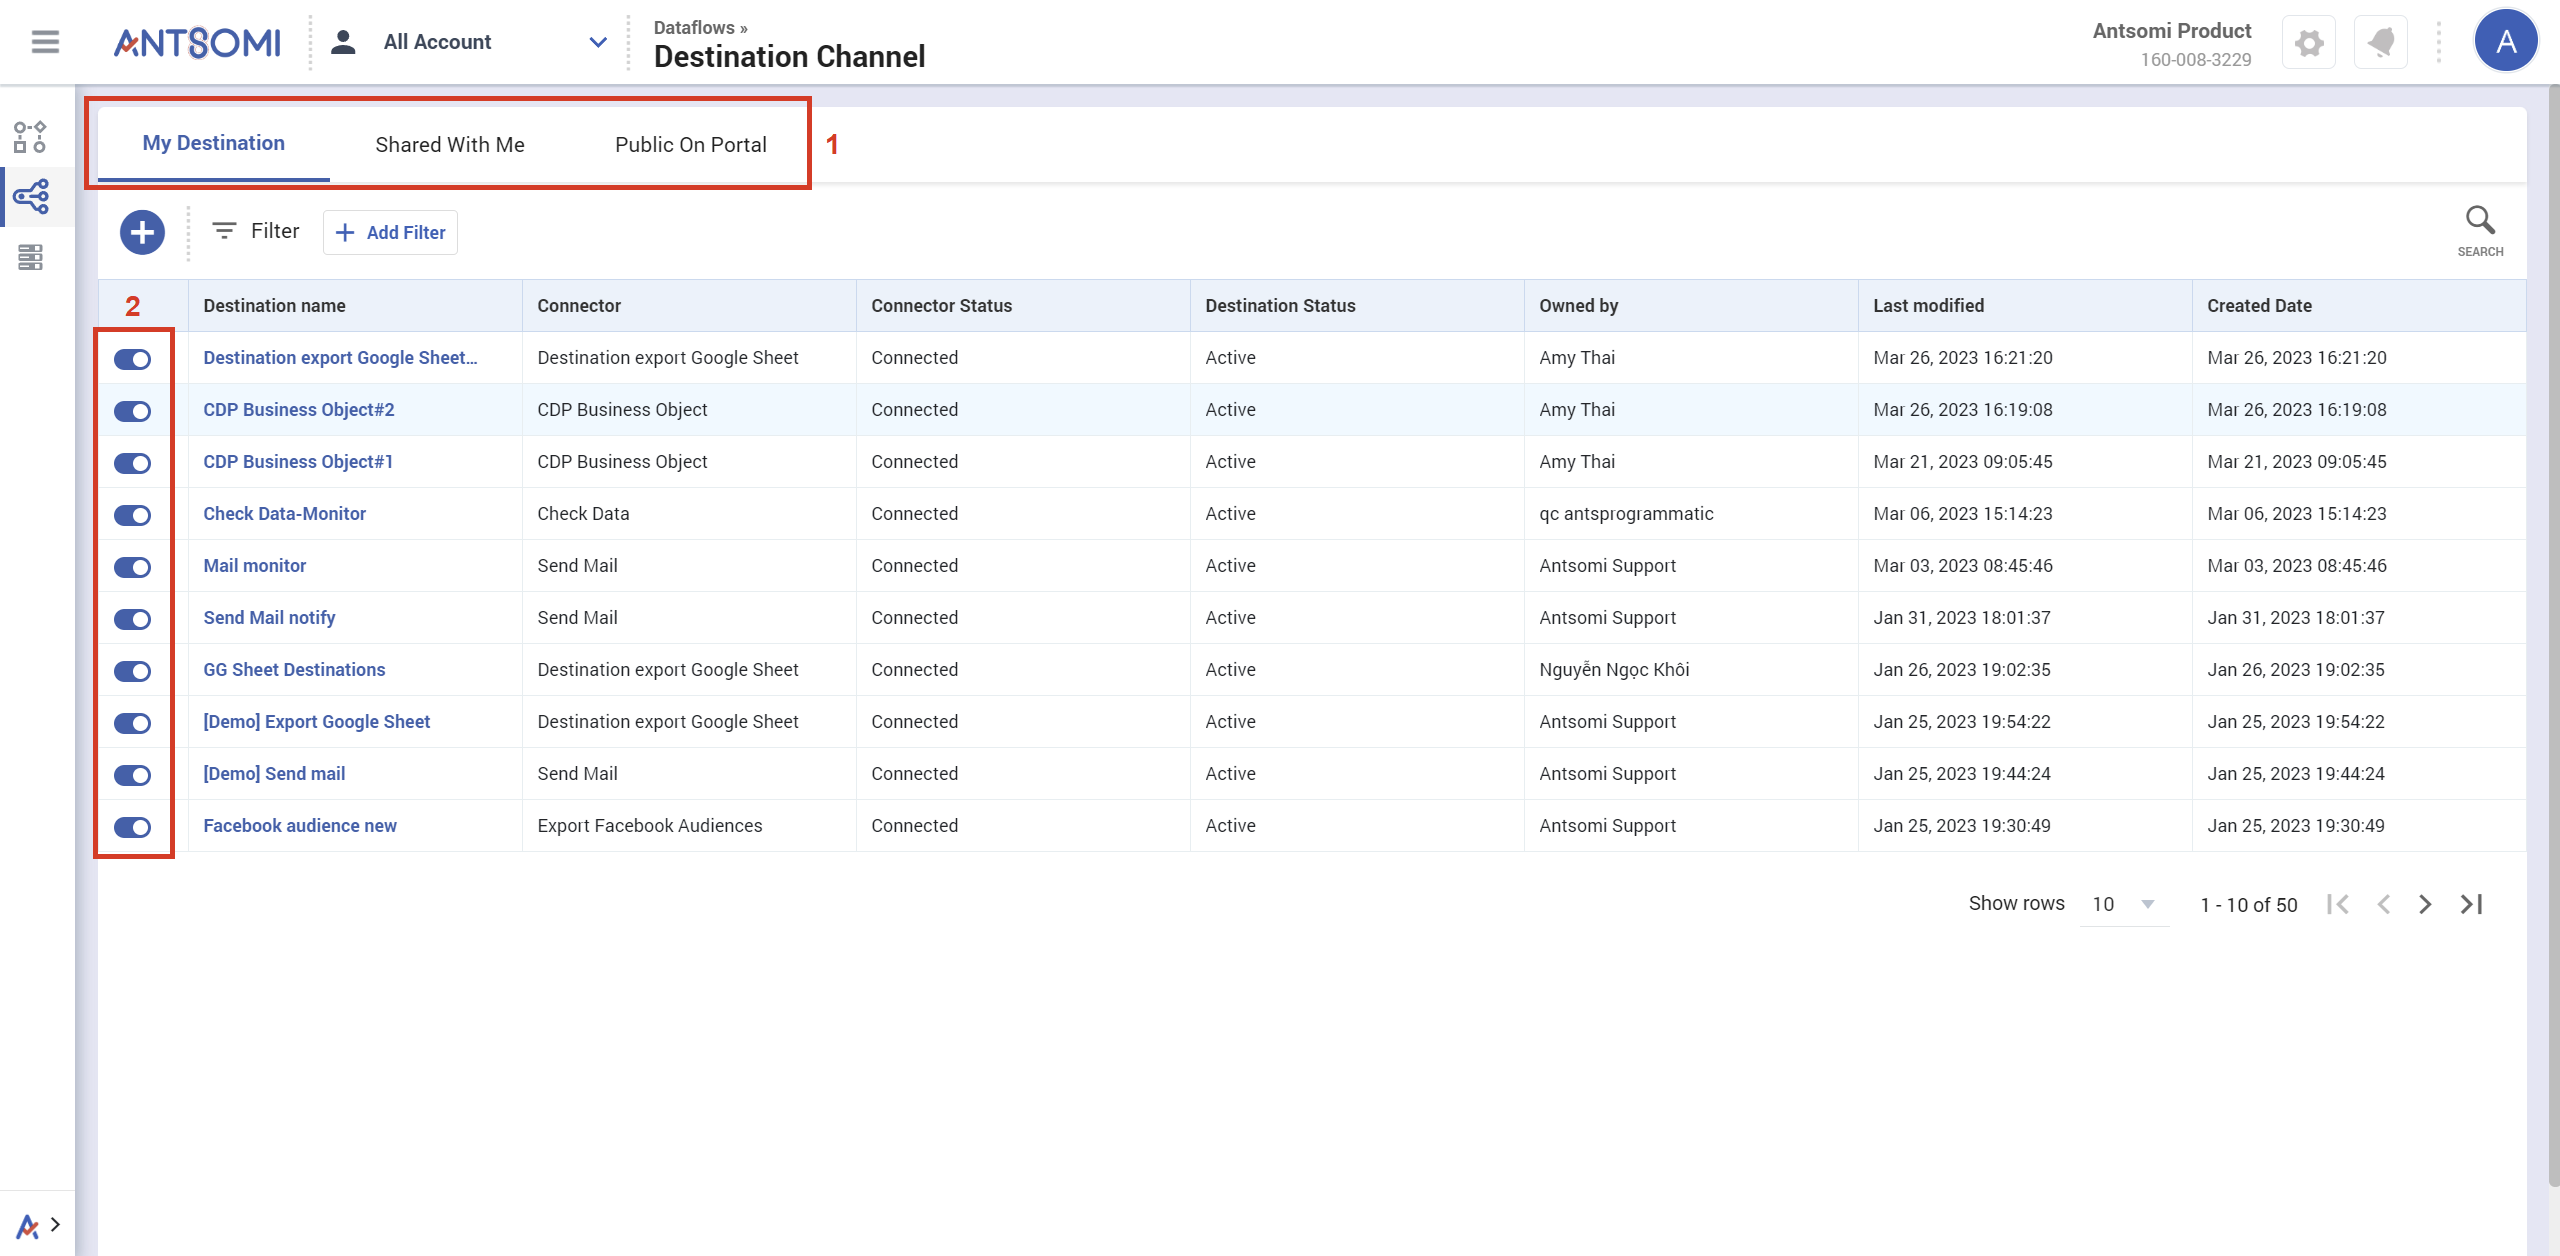 ANTSOMI
All Account
Dataflows »
Destination Channel
Antsomi Product
160-008-3229
A
My Destination Shared With Me Public On Portal 1
Filter Add Filter
SEARCH
2 Destination name Connector Connector Status Destination Status Owned by Last modified Created Date
Destination export Google Sheet... Destination export Google Sheet Connected Active Amy Thai Mar 26, 2023 16:21:20 Mar 26, 2023 16:21:20
CDP Business Object#2 CDP Business Object Connected Active Amy Thai Mar 26, 2023 16:19:08 Mar 26, 2023 16:19:08
CDP Business Object#1 CDP Business Object Connected Active Amy Thai Mar 21, 2023 09:05:45 Mar 21, 2023 09:05:45
Check Data-Monitor Check Data Connected Active qc antsprogrammatic Mar 06, 2023 15:14:23 Mar 06, 2023 15:14:23
Mail monitor Send Mail Connected Active Antsomi Support Mar 03, 2023 08:45:46 Mar 03, 2023 08:45:46
Send Mail notify Send Mail Connected Active Antsomi Support Jan 31, 2023 18:01:37 Jan 31, 2023 18:01:37
GG Sheet Destinations Destination export Google Sheet Connected Active Nguyễn Ngọc Khôi Jan 26, 2023 19:02:35 Jan 26, 2023 19:02:35
[Demo] Export Google Sheet Destination export Google Sheet Connected Active Antsomi Support Jan 25, 2023 19:54:22 Jan 25, 2023 19:54:22
[Demo] Send mail Send Mail Connected Active Antsomi Support Jan 25, 2023 19:44:24 Jan 25, 2023 19:44:24
Facebook audience new Export Facebook Audiences Connected Active Antsomi Support Jan 25, 2023 19:30:49 Jan 25, 2023 19:30:49
Show rows 10 1 - 10 of 50